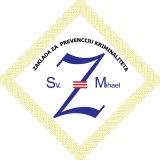 ZAKLADA ZA PREVENCIJU KRIMINALITETA
Sv. Z Mihael